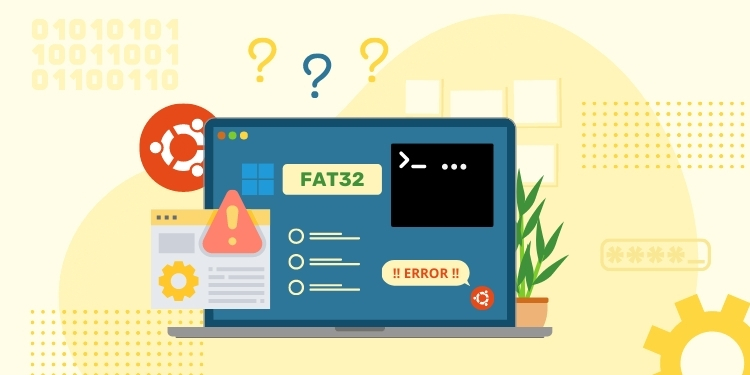 01010101
10011001
01100110
? ? ?
FAT32
>_ ...
!! ERROR !!
****_